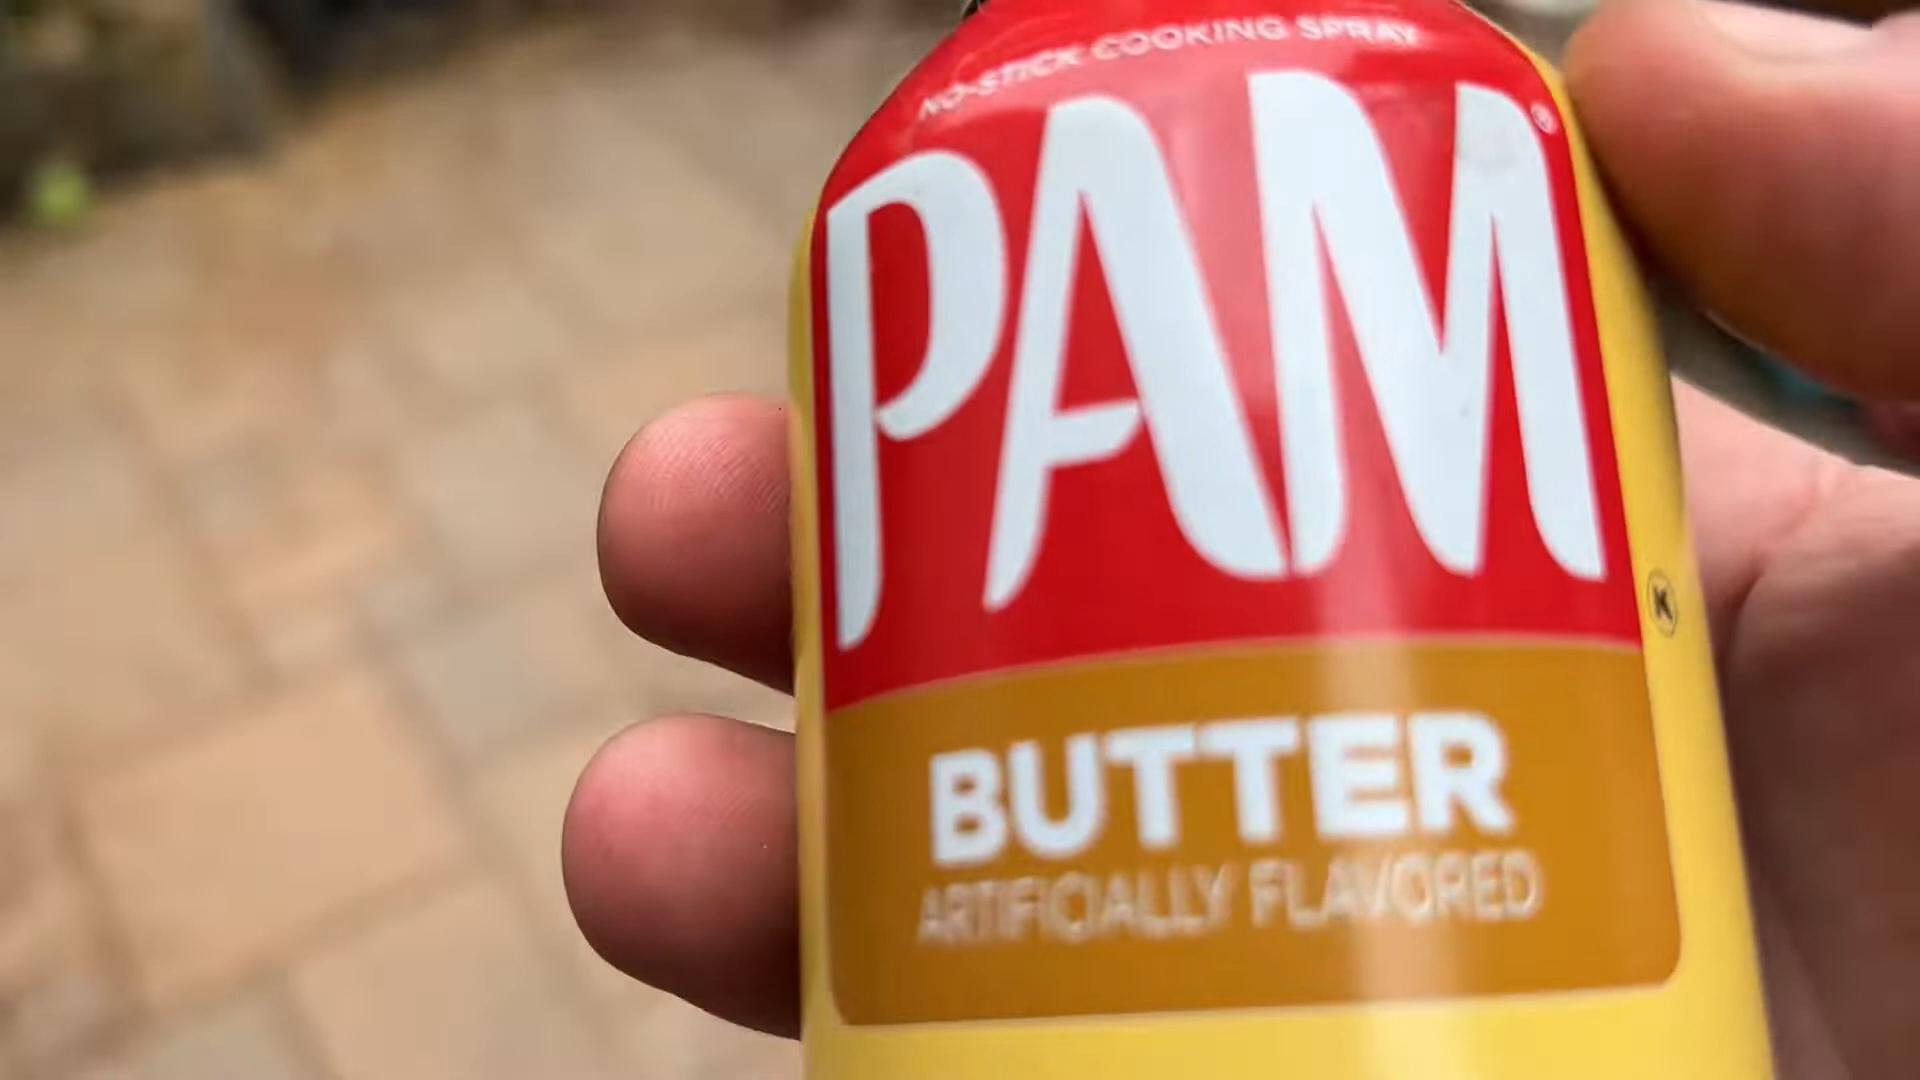 NO-STICK COOKING SPRAY
PAM®
K
BUTTER
ARTIFICIALLY FLAVORED